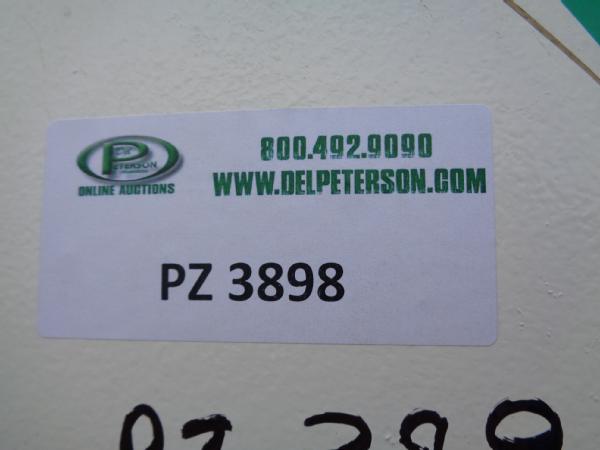 PETERSON
ONLINE AUCTIONS
800.492.9090
WWW.DELPETERSON.COM
PZ 3898